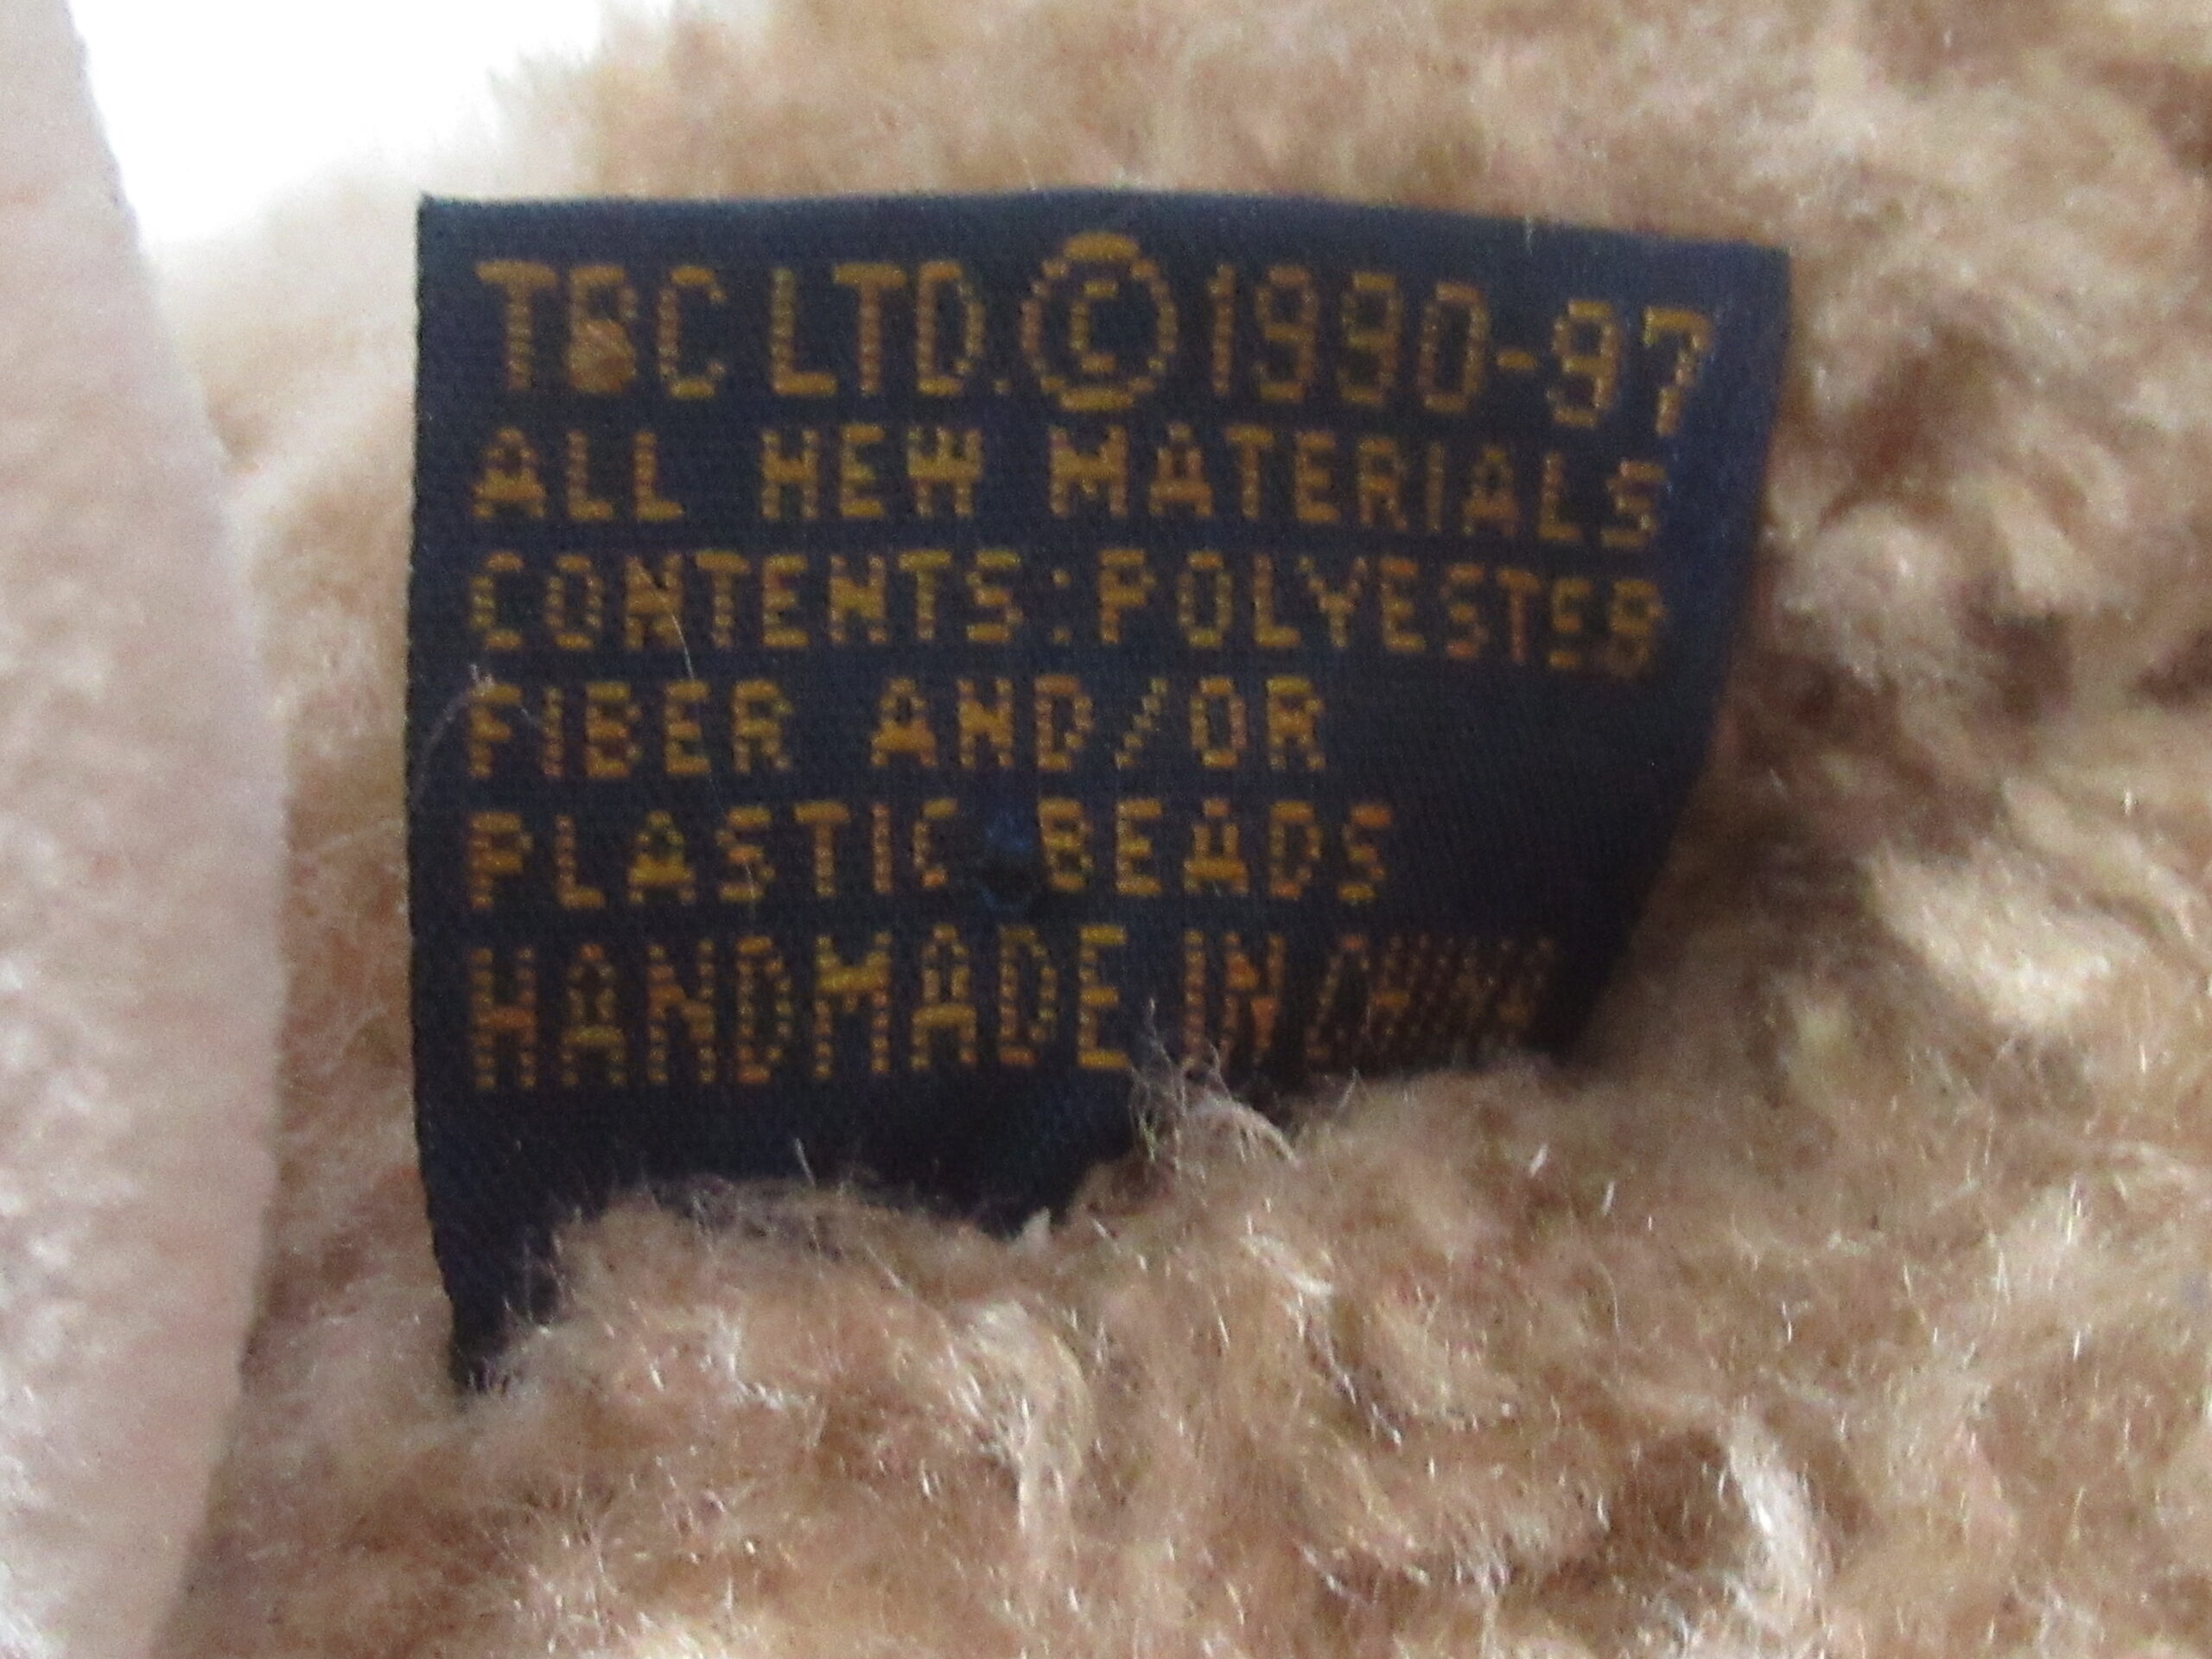 TBC LTD. © 1990-97
ALL NEW MATERIALS
CONTENTS: POLYESTER
FIBER AND/OR
PLASTIC BEADS
HANDMADE IN CHINA